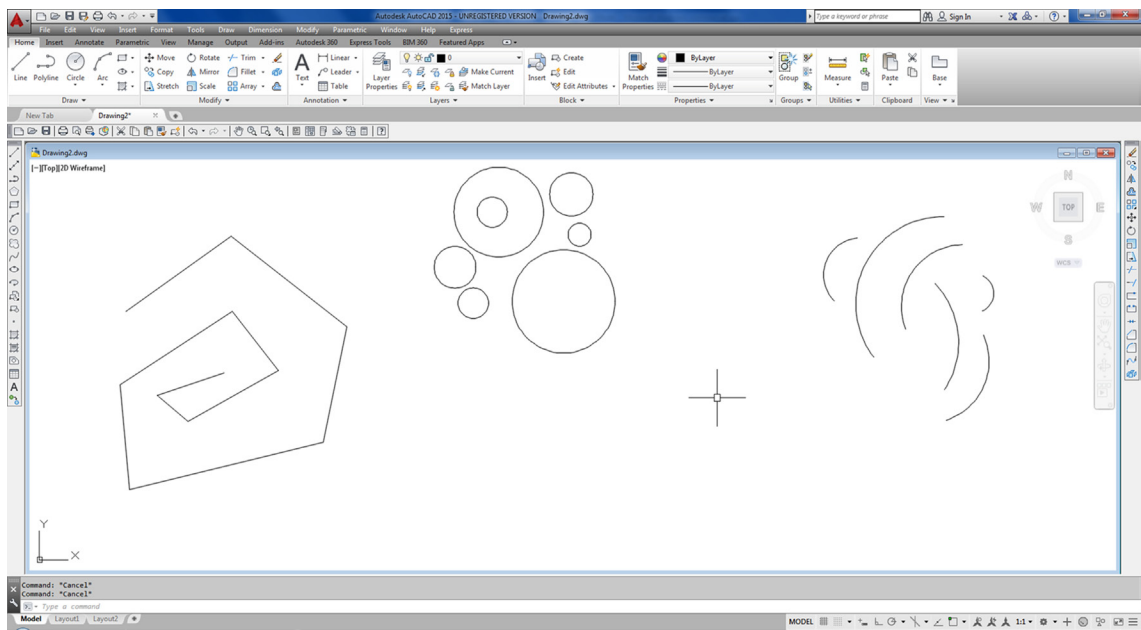 Autodesk AutoCAD 2015 - UNREGISTERED VERSION Drawing2.dwg
Type a keyword or phrase
Sign In
File Edit View Insert Format Tools Draw Dimension Modify Parametric Window Help Express
Home Insert Annotate Parametric View Manage Output Add-ins Autodesk 360 Express Tools BIM 360 Featured Apps
Move Rotate Trim Linear 0 Create ByLayer
Line Polyline Circle Arc Copy Mirror Fillet Text Leader Layer Properties Make Current Insert Edit Match Properties ByLayer Group Measure Paste Base
Stretch Scale Array Table Match Layer Edit Attributes ByLayer
Draw Modify Annotation Layers Block Properties Groups Utilities Clipboard View
New Tab Drawing2*
Drawing2.dwg
[−][Top][2D Wireframe]
N
W TOP E
S
WCS
Y
X
Command: *Cancel*
Command: *Cancel*
Type a command
Model Layout1 Layout2 +
MODEL 1:1